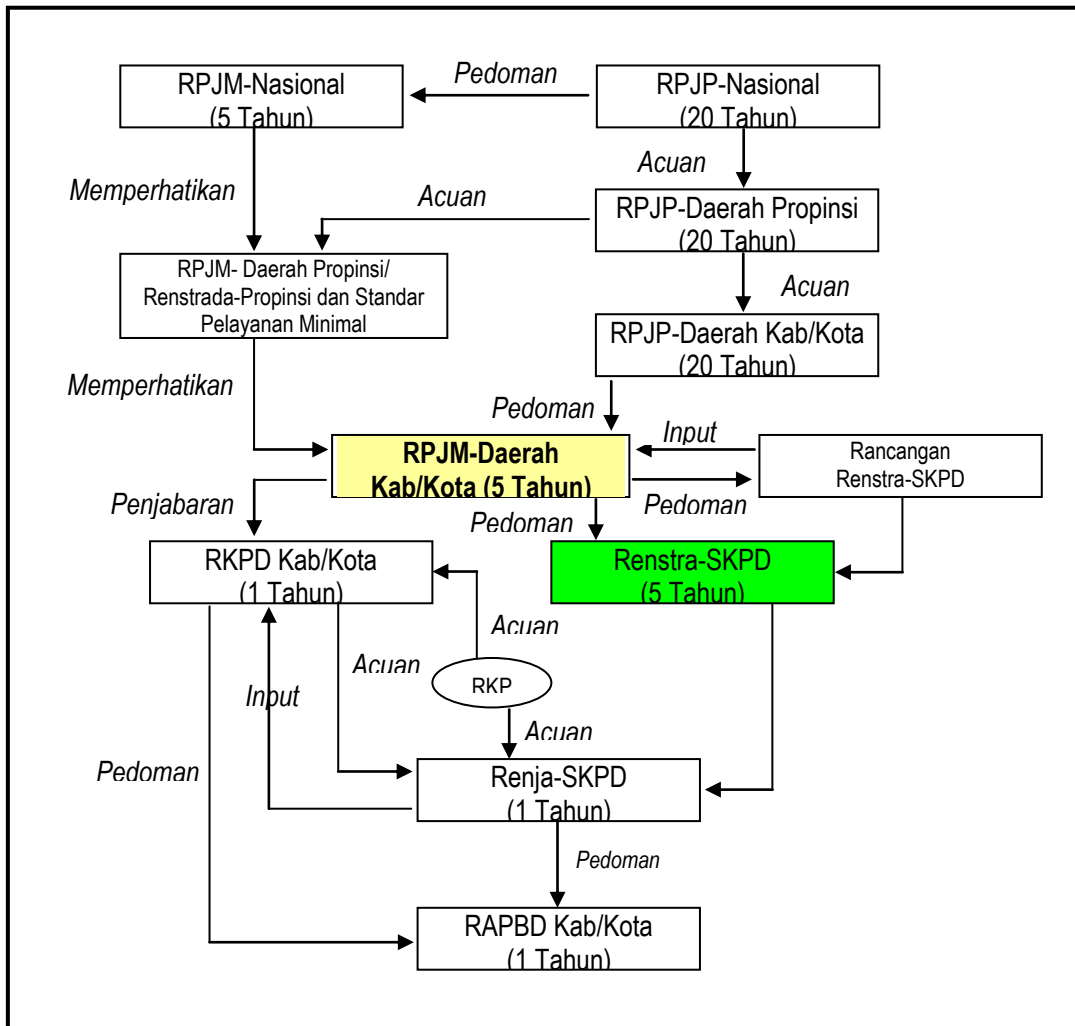 Pedoman
RPJM-Nasional
(5 Tahun)
RPJP-Nasional
(20 Tahun)
Memperhatikan
Acuan
Acuan
RPJP-Daerah Propinsi
(20 Tahun)
RPJM- Daerah Propinsi/
Renstrada-Propinsi dan Standar
Pelayanan Minimal
Acuan
RPJP-Daerah Kab/Kota
(20 Tahun)
Memperhatikan
Pedoman
Input
RPJM-Daerah
Kab/Kota (5 Tahun)
Rancangan
Renstra-SKPD
Penjabaran
Pedoman
Pedoman
RKPD Kab/Kota
(1 Tahun)
Renstra-SKPD
(5 Tahun)
Acuan
Acuan
Input
RKP
Acuan
Pedoman
Renja-SKPD
(1 Tahun)
Pedoman
RAPBD Kab/Kota
(1 Tahun)